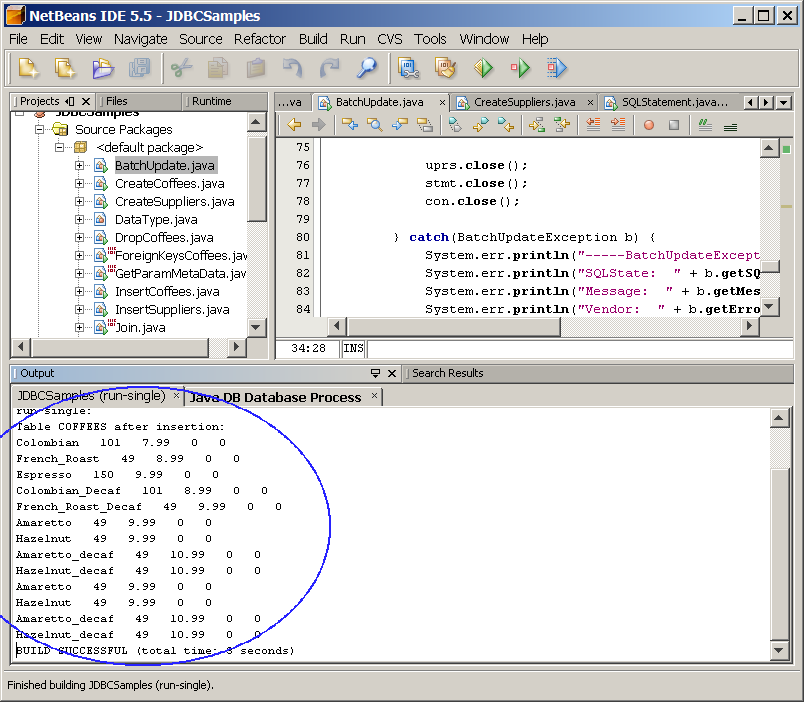 NetBeans IDE 5.5 - JDBCSamples
File Edit View Navigate Source Refactor Build Run CVS Tools Window Help
Projects Files Runtime
...va BatchUpdate.java CreateSuppliers.java SQLStatement.java...
JDBCSamples
Source Packages
<default package>
BatchUpdate.java
CreateCoffees.java
CreateSuppliers.java
DataType.java
DropCoffees.java
ForeignKeysCoffees.jav
GetParamMetaData.jav
InsertCoffees.java
InsertSuppliers.java
Join.java
75
76 uprs.close();
77 stmt.close();
78 con.close();
79
80 } catch(BatchUpdateException b) {
81 System.err.println("-----BatchUpdateExcept
82 System.err.println("SQLState:  " + b.getSQ
83 System.err.println("Message:  " + b.getMes
84 System.err.println("Vendor:  " + b.getErro
34:28 INS
Output Search Results
JDBCSamples (run-single) Java DB Database Process
run-single:
Table COFFEES after insertion:
Colombian 101 7.99 0 0
French_Roast 49 8.99 0 0
Espresso 150 9.99 0 0
Colombian_Decaf 101 8.99 0 0
French_Roast_Decaf 49 9.99 0 0
Amaretto 49 9.99 0 0
Hazelnut 49 9.99 0 0
Amaretto_decaf 49 10.99 0 0
Hazelnut_decaf 49 10.99 0 0
Amaretto 49 9.99 0 0
Hazelnut 49 9.99 0 0
Amaretto_decaf 49 10.99 0 0
Hazelnut_decaf 49 10.99 0 0
BUILD SUCCESSFUL (total time: 3 seconds)
Finished building JDBCSamples (run-single).